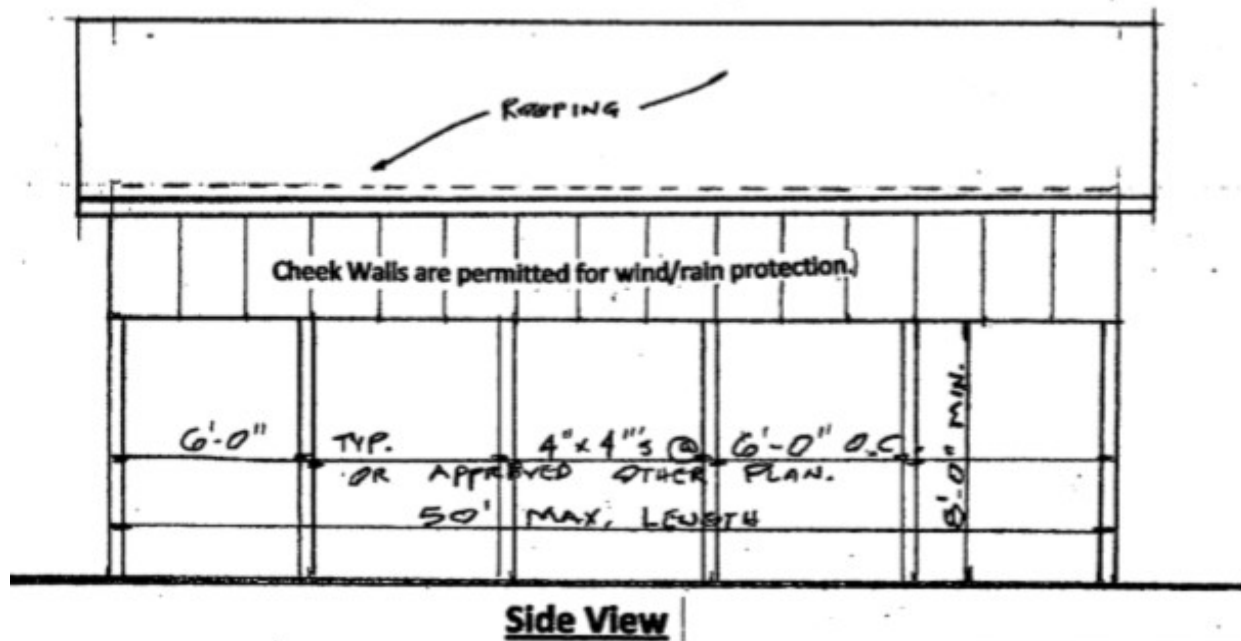 ROOFING
Cheek Walls are permitted for wind/rain protection.
6'-0" TYP. 4"x4"'s @ 6'-0" O.C.
OR APPROVED OTHER PLAN.
8'-0" MIN.
50' MAX. LENGTH
Side View